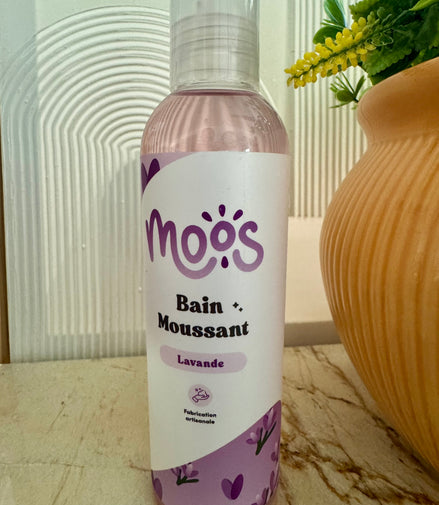 moos
Bain
Moussant
Lavande
Fabrication
artisanale